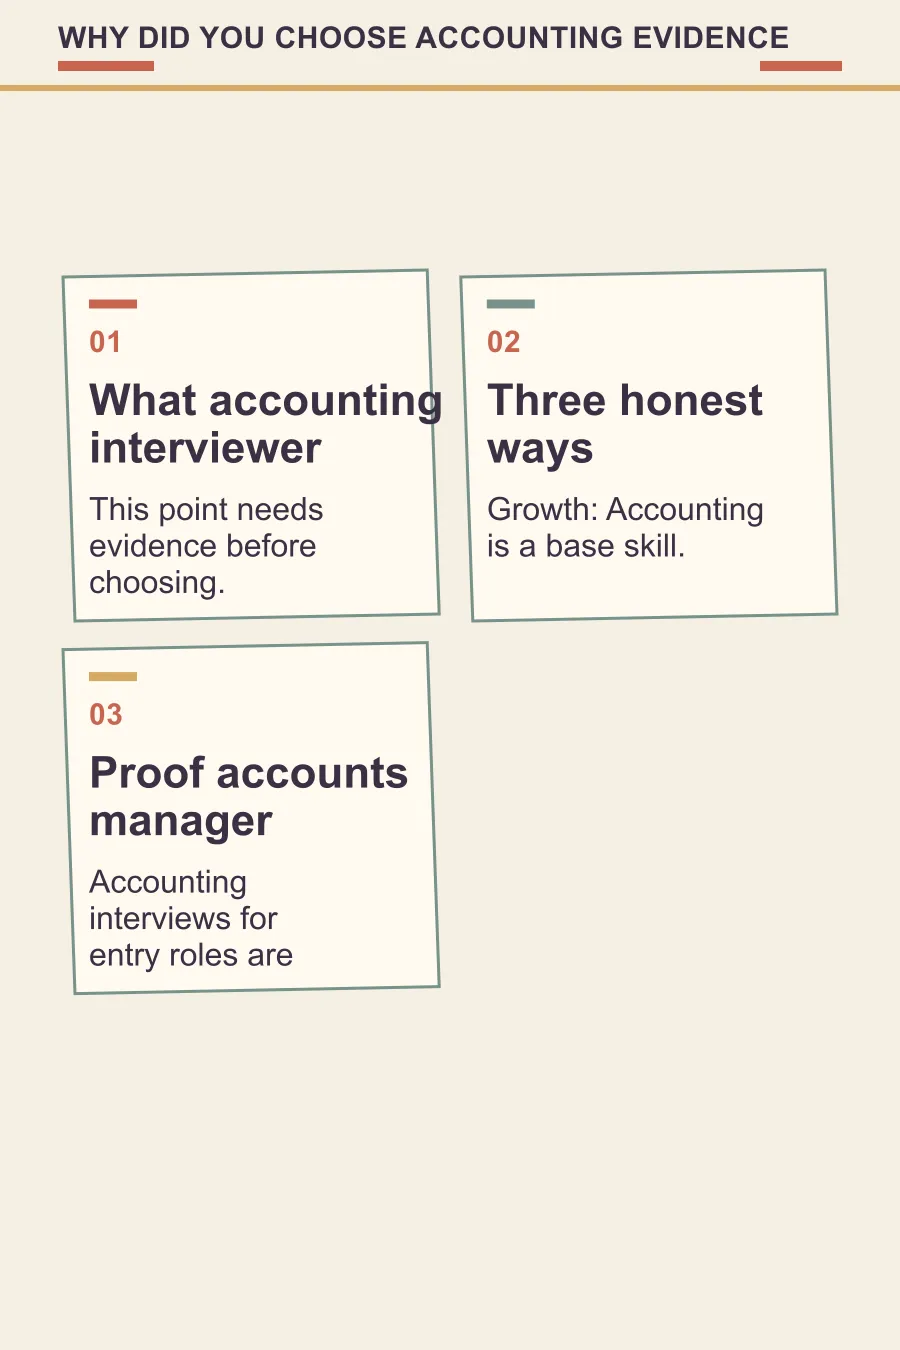 WHY DID YOU CHOOSE ACCOUNTING EVIDENCE
01
What accounting
interviewer
This point needs
evidence before
choosing.
02
Three honest
ways
Growth: Accounting
is a base skill.
03
Proof accounts
manager
Accounting
interviews for
entry roles are